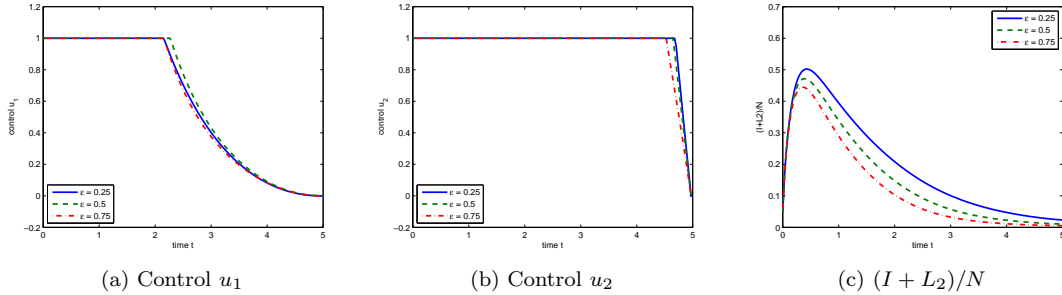 1.2
1
0.8
0.6
0.4
0.2
0
−0.2
control u1
0 1 2 3 4 5
time t
ε = 0.25
ε = 0.5
ε = 0.75
(a) Control u1
1.2
1
0.8
0.6
0.4
0.2
0
−0.2
control u2
0 1 2 3 4 5
time t
ε = 0.25
ε = 0.5
ε = 0.75
(b) Control u2
0.7
0.6
0.5
0.4
0.3
0.2
0.1
0
(I+L2)/N
0 1 2 3 4 5
time t
ε = 0.25
ε = 0.5
ε = 0.75
(c) (I + L2)/N